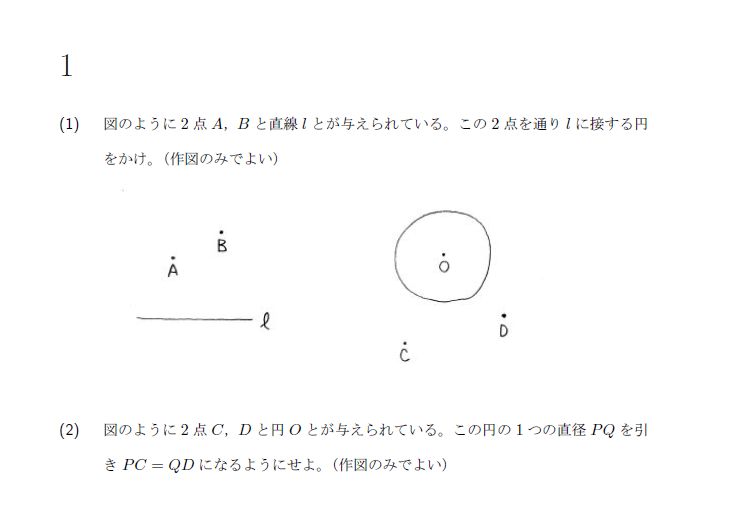 1
(1) 図のように 2 点 A, B と直線 l とが与えられている。この 2 点を通り l に接する円
をかけ。（作図のみでよい）
B
A
O
l
D
C
(2) 図のように 2 点 C, D と円 O とが与えられている。この円の 1 つの直径 PQ を引
き PC = QD になるようにせよ。（作図のみでよい）